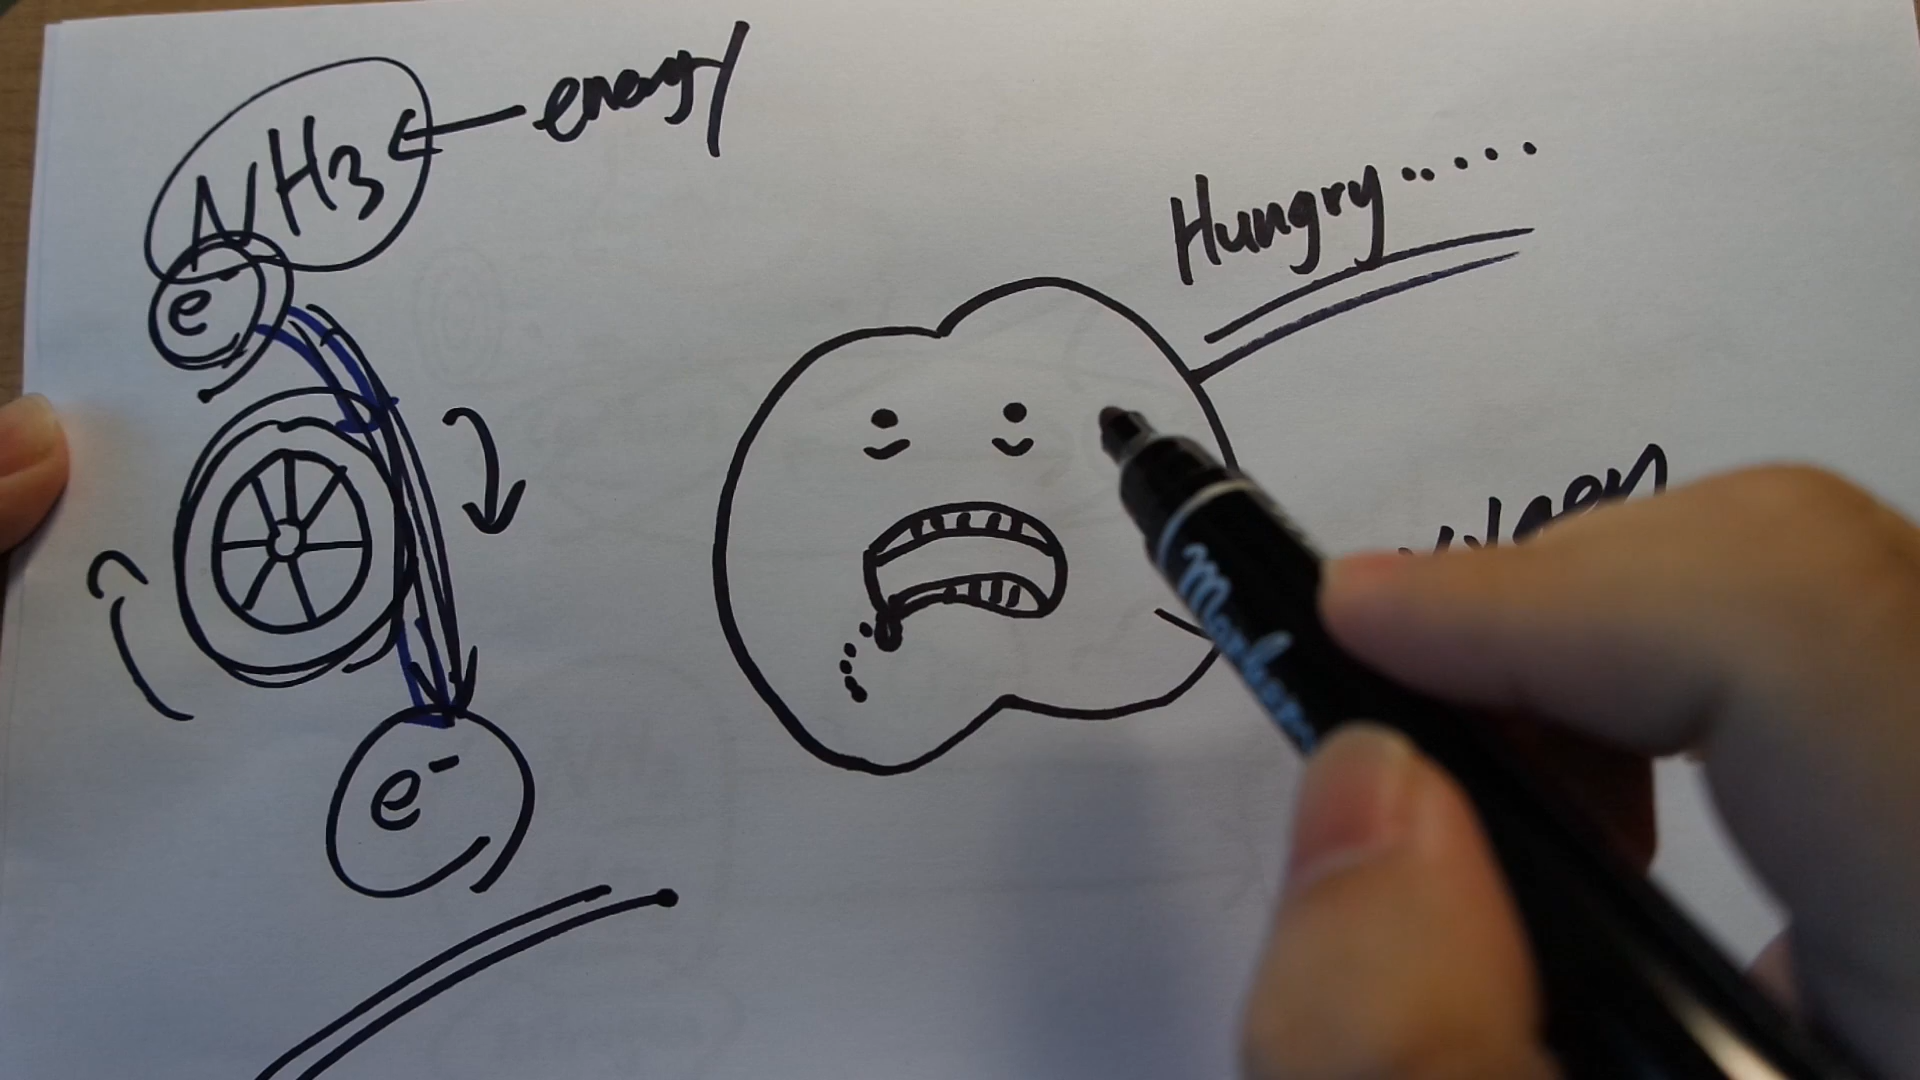 NH3
energy
Hungry......
e-
e-